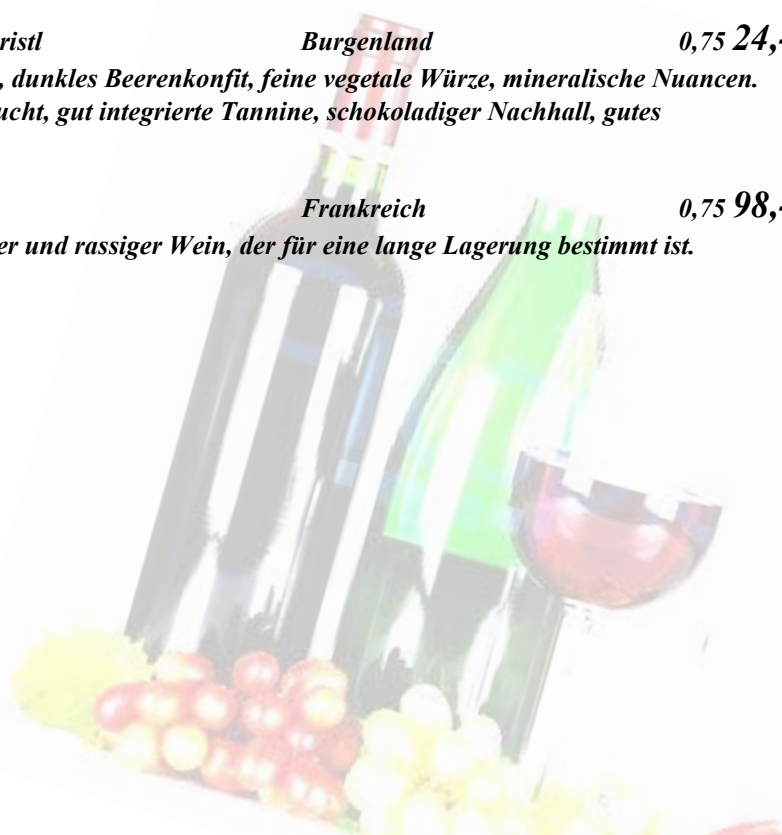 ristl Burgenland 0,75 24,-
, dunkles Beerenkonfit, feine vegetale Würze, mineralische Nuancen.
ucht, gut integrierte Tannine, schokoladiger Nachhall, gutes
Frankreich 0,75 98,-
er und rassiger Wein, der für eine lange Lagerung bestimmt ist.